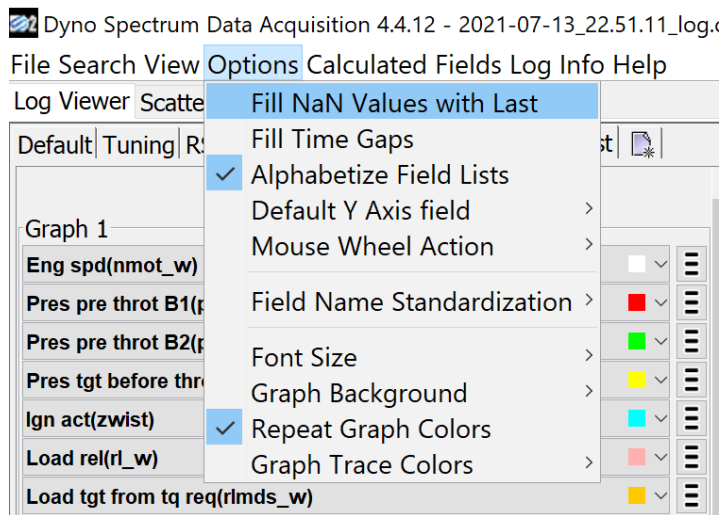 Dyno Spectrum Data Acquisition 4.4.12 - 2021-07-13_22.51.11_log.
File Search View Options Calculated Fields Log Info Help
Log Viewer Scatte
Default Tuning
Fill NaN Values with Last
Fill Time Gaps
Alphabetize Field Lists
Default Y Axis field
Mouse Wheel Action
Field Name Standardization
Font Size
Graph Background
Repeat Graph Colors
Graph Trace Colors
Graph 1
Eng spd(nmot_w)
Pres pre throt B1(p
Pres pre throt B2(p
Pres tgt before thr
Ign act(zwist)
Load rel(rl_w)
Load tgt from tq req(rlmds_w)